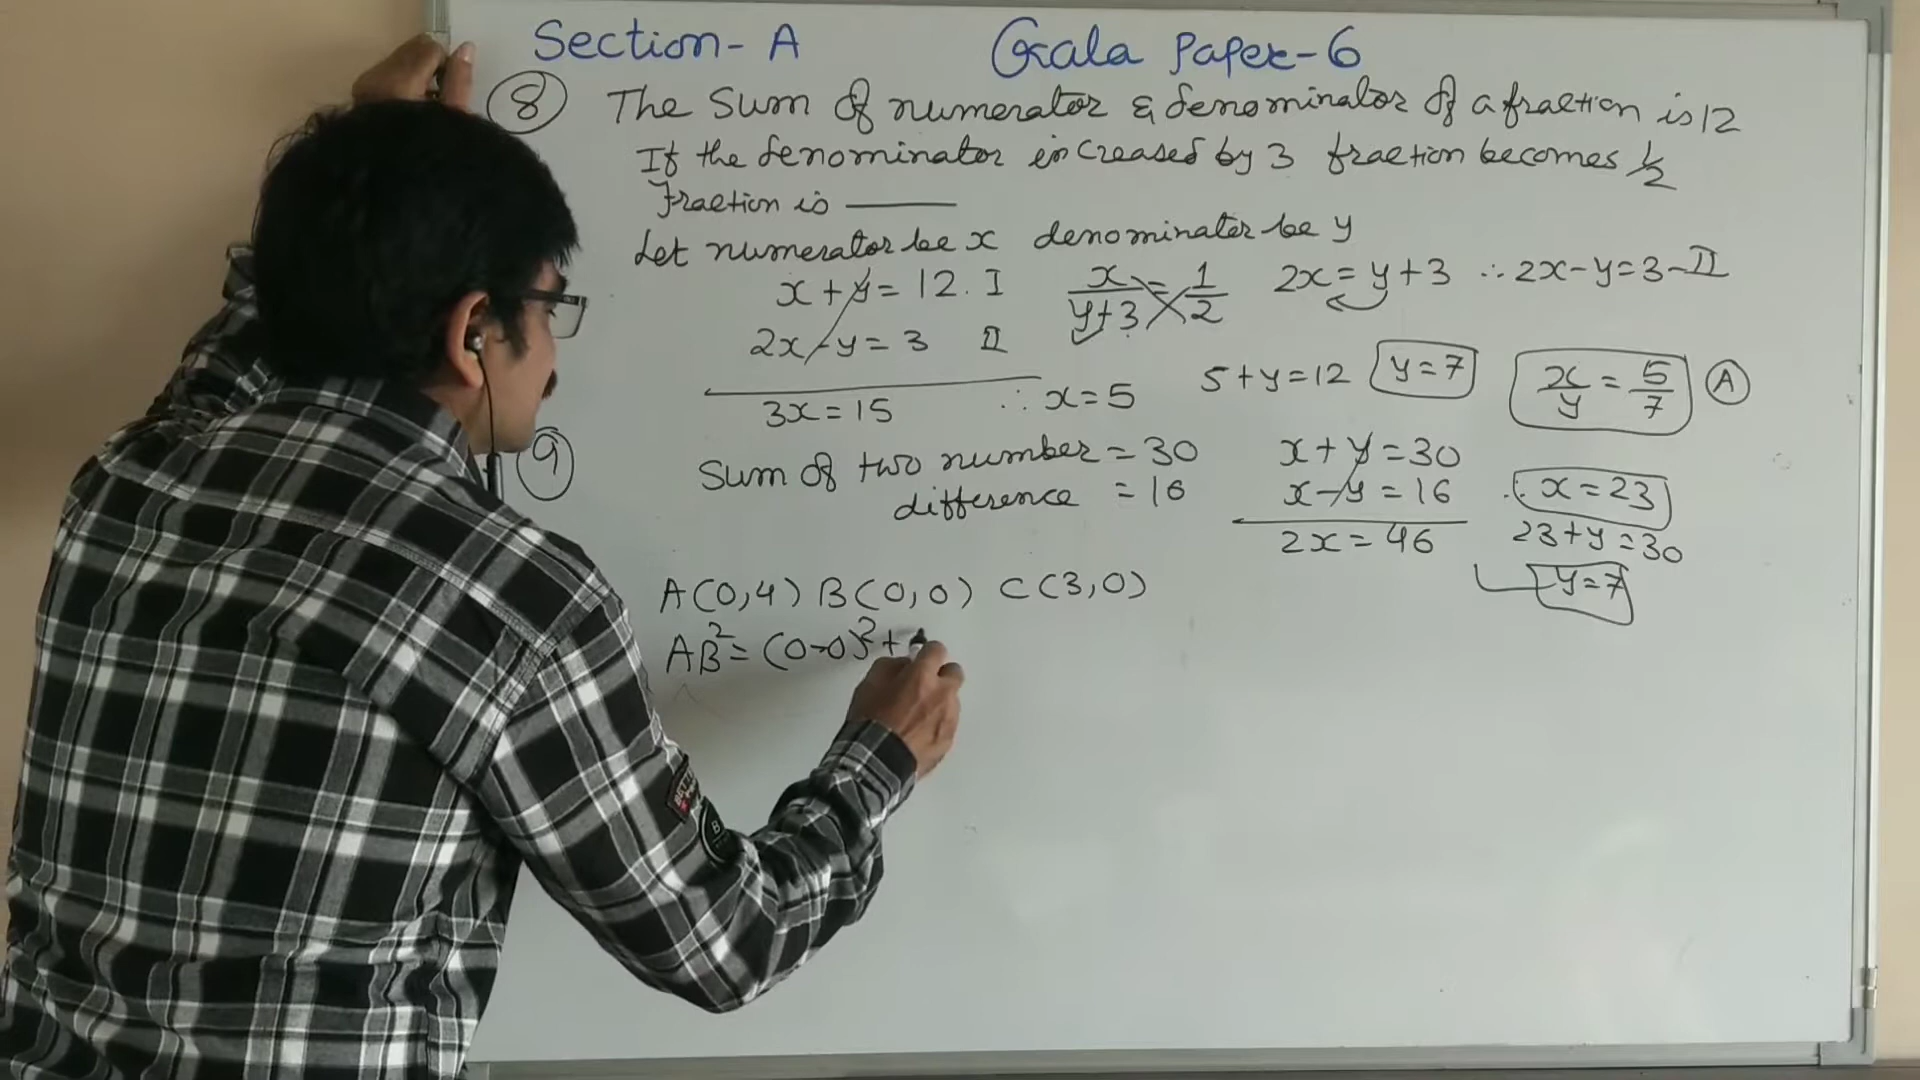 Section-A Gala Paper-6
8 The Sum of numerator & denominator of a fraction is 12
If the denominator increased by 3 fraction becomes 1/2
Fraction is ———
Let numerator be x denominator be y
x + y = 12. I x/(y+3) = 1/2 2x = y + 3 ∴ 2x - y = 3 - II
2x - y = 3 II
3x = 15 ∴ x = 5 5 + y = 12 y = 7 x/y = 5/7 A
9 Sum of two number = 30 x + y = 30
difference = 16 x - y = 16 ∴ x = 23
2x = 46 23 + y = 30
y = 7
A(0,4) B(0,0) C(3,0)
AB² = (0-0)² +